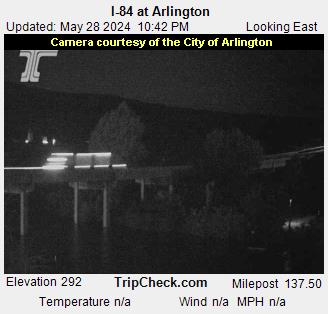 I-84 at Arlington
Updated: May 28 2024 10:42 PM Looking East
Camera courtesy of the City of Arlington
Elevation 292 TripCheck.com Milepost 137.50
Temperature n/a Wind n/a MPH n/a